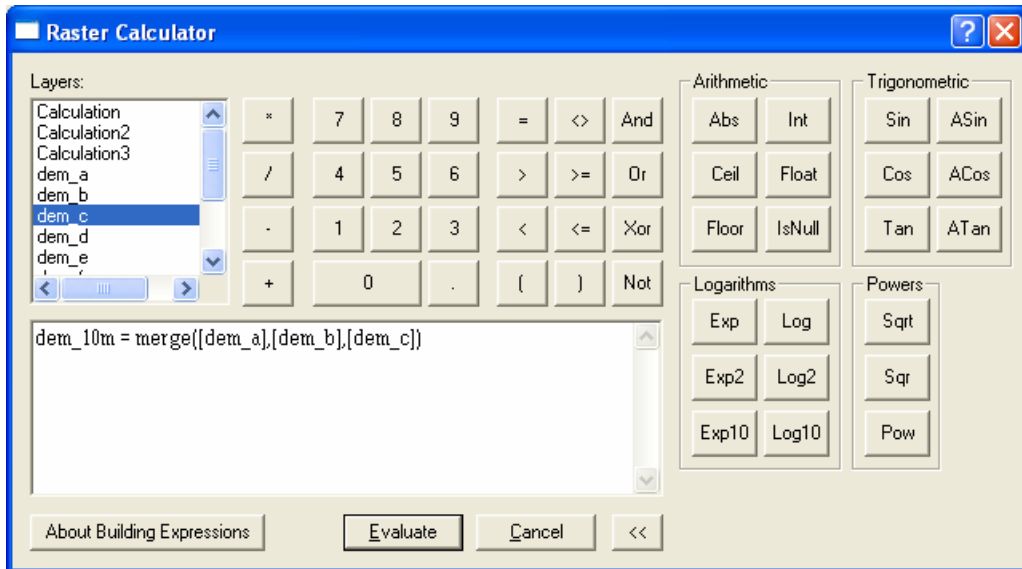 Raster Calculator
Layers:
Calculation
Calculation2
Calculation3
dem_a
dem_b
dem_c
dem_d
dem_e
* 7 8 9 = <> And
/ 4 5 6 > >= Or
- 1 2 3 < <= Xor
+ 0 . ( ) Not
Arithmetic
Abs Int
Ceil Float
Floor IsNull
Trigonometric
Sin ASin
Cos ACos
Tan ATan
Logarithms
Exp Log
Exp2 Log2
Exp10 Log10
Powers
Sqrt
Sqr
Pow
dem_10m = merge([dem_a],[dem_b],[dem_c])
About Building Expressions
Evaluate
Cancel
<<